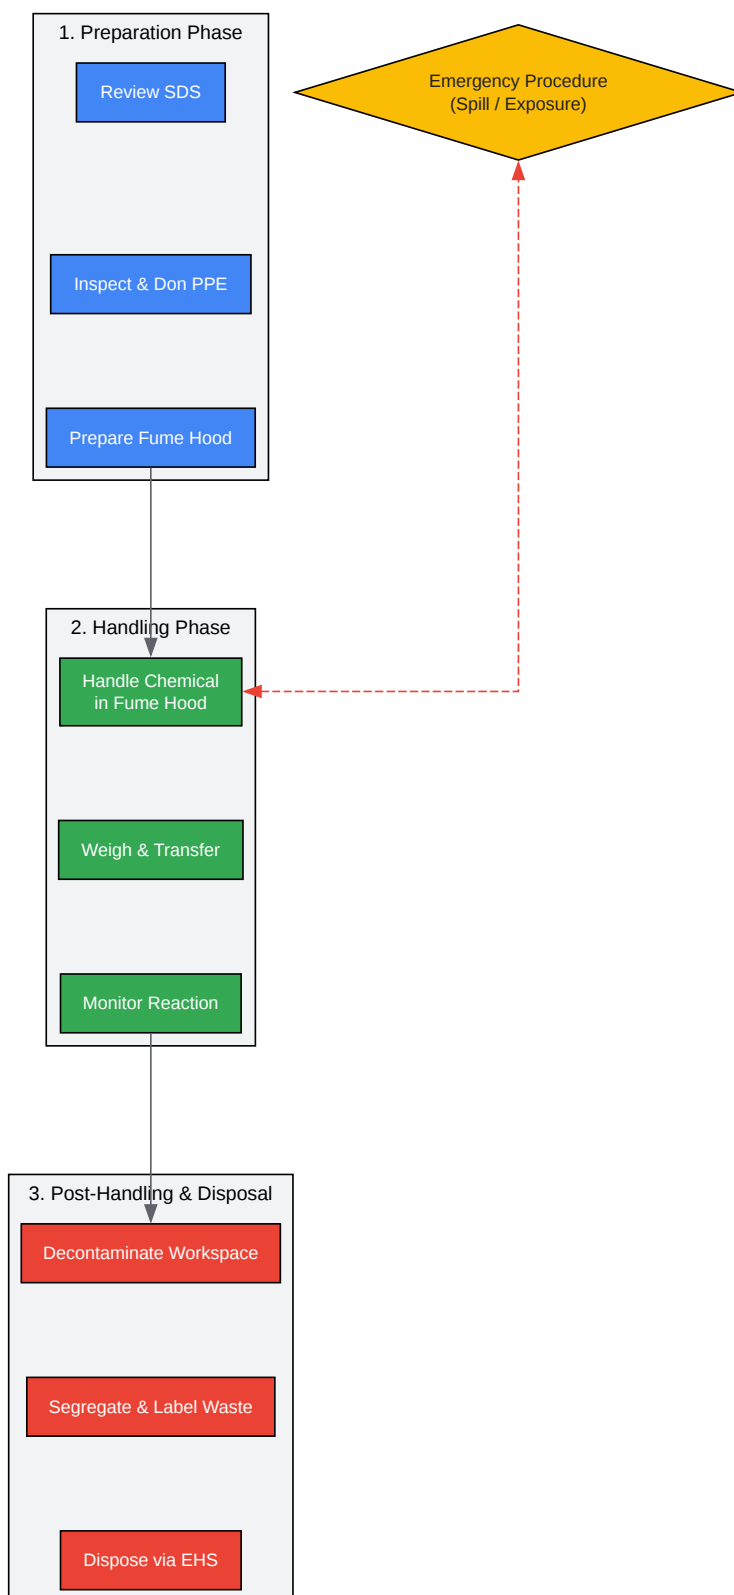 1. Preparation Phase
Review SDS
Emergency Procedure
(Spill / Exposure)
Inspect & Don PPE
Prepare Fume Hood
2. Handling Phase
Handle Chemical
in Fume Hood
Weigh & Transfer
Monitor Reaction
3. Post-Handling & Disposal
Decontaminate Workspace
Segregate & Label Waste
Dispose via EHS